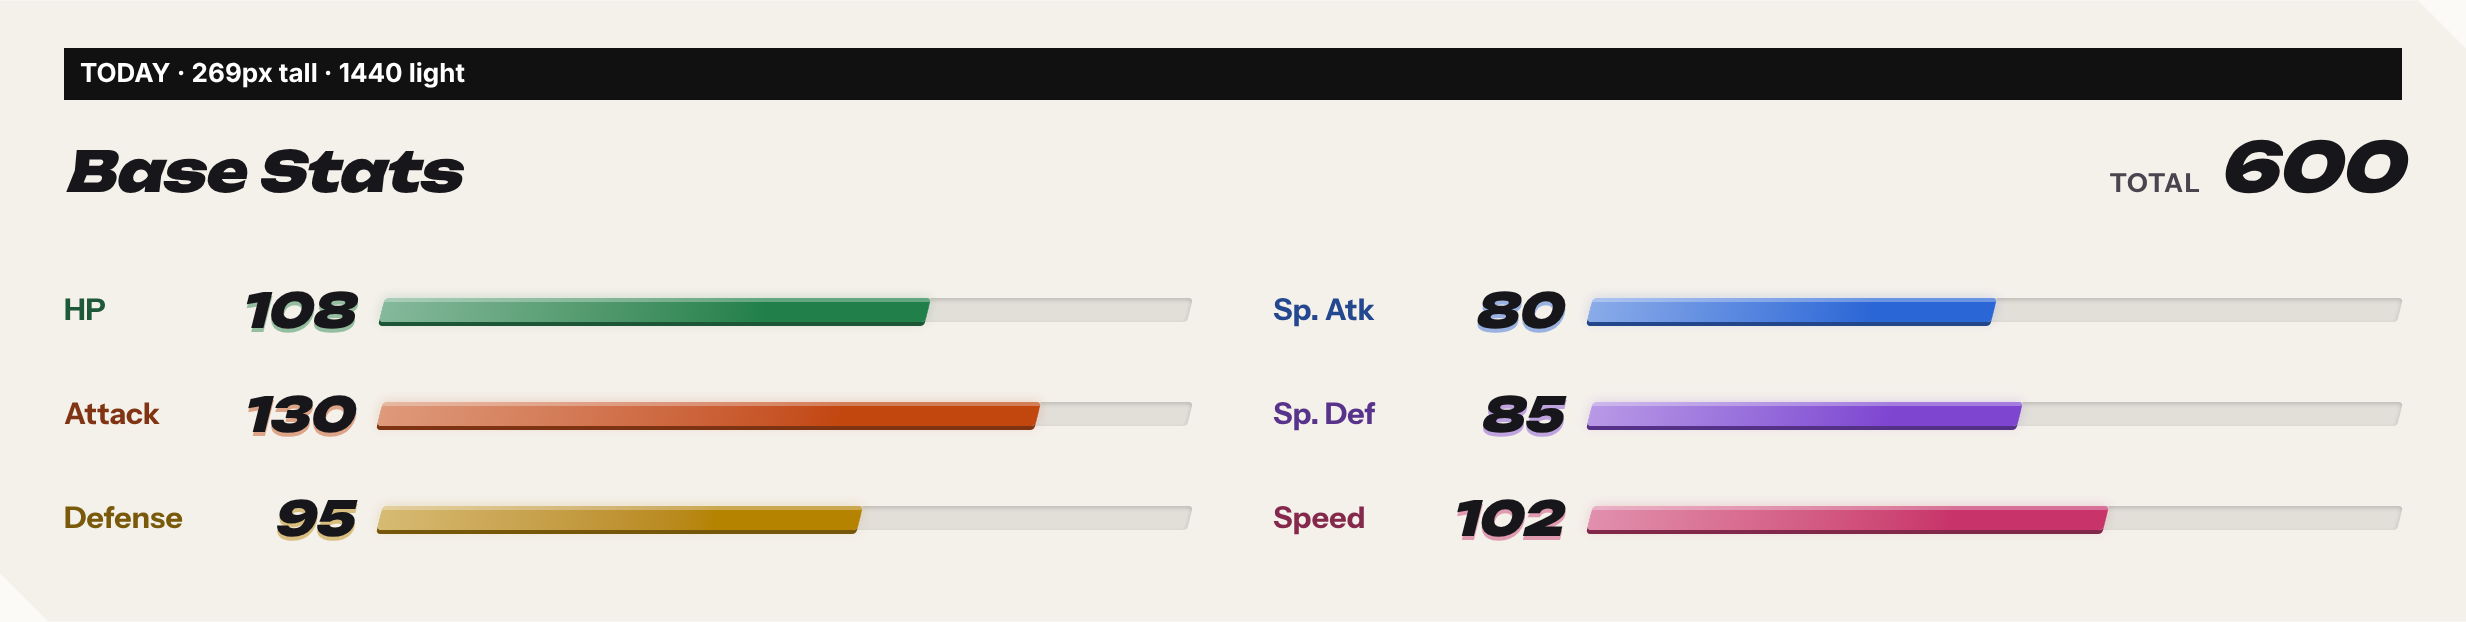 TODAY · 269px tall · 1440 light
Base Stats
TOTAL 600
HP 108
Attack 130
Defense 95
Sp. Atk 80
Sp. Def 85
Speed 102